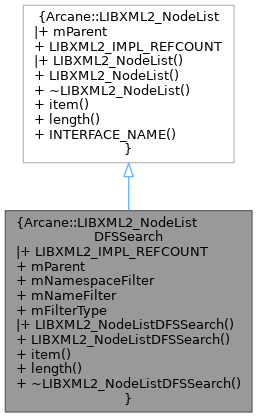 {Arcane::LIBXML2_NodeList
|+ mParent
+ LIBXML2_IMPL_REFCOUNT
|+ LIBXML2_NodeList()
+ LIBXML2_NodeList()
+ ~LIBXML2_NodeList()
+ item()
+ length()
+ INTERFACE_NAME()
}
{Arcane::LIBXML2_NodeList
DFSSearch
|+ LIBXML2_IMPL_REFCOUNT
+ mParent
+ mNamespaceFilter
+ mNameFilter
+ mFilterType
|+ LIBXML2_NodeListDFSSearch()
+ LIBXML2_NodeListDFSSearch()
+ item()
+ length()
+ ~LIBXML2_NodeListDFSSearch()
}